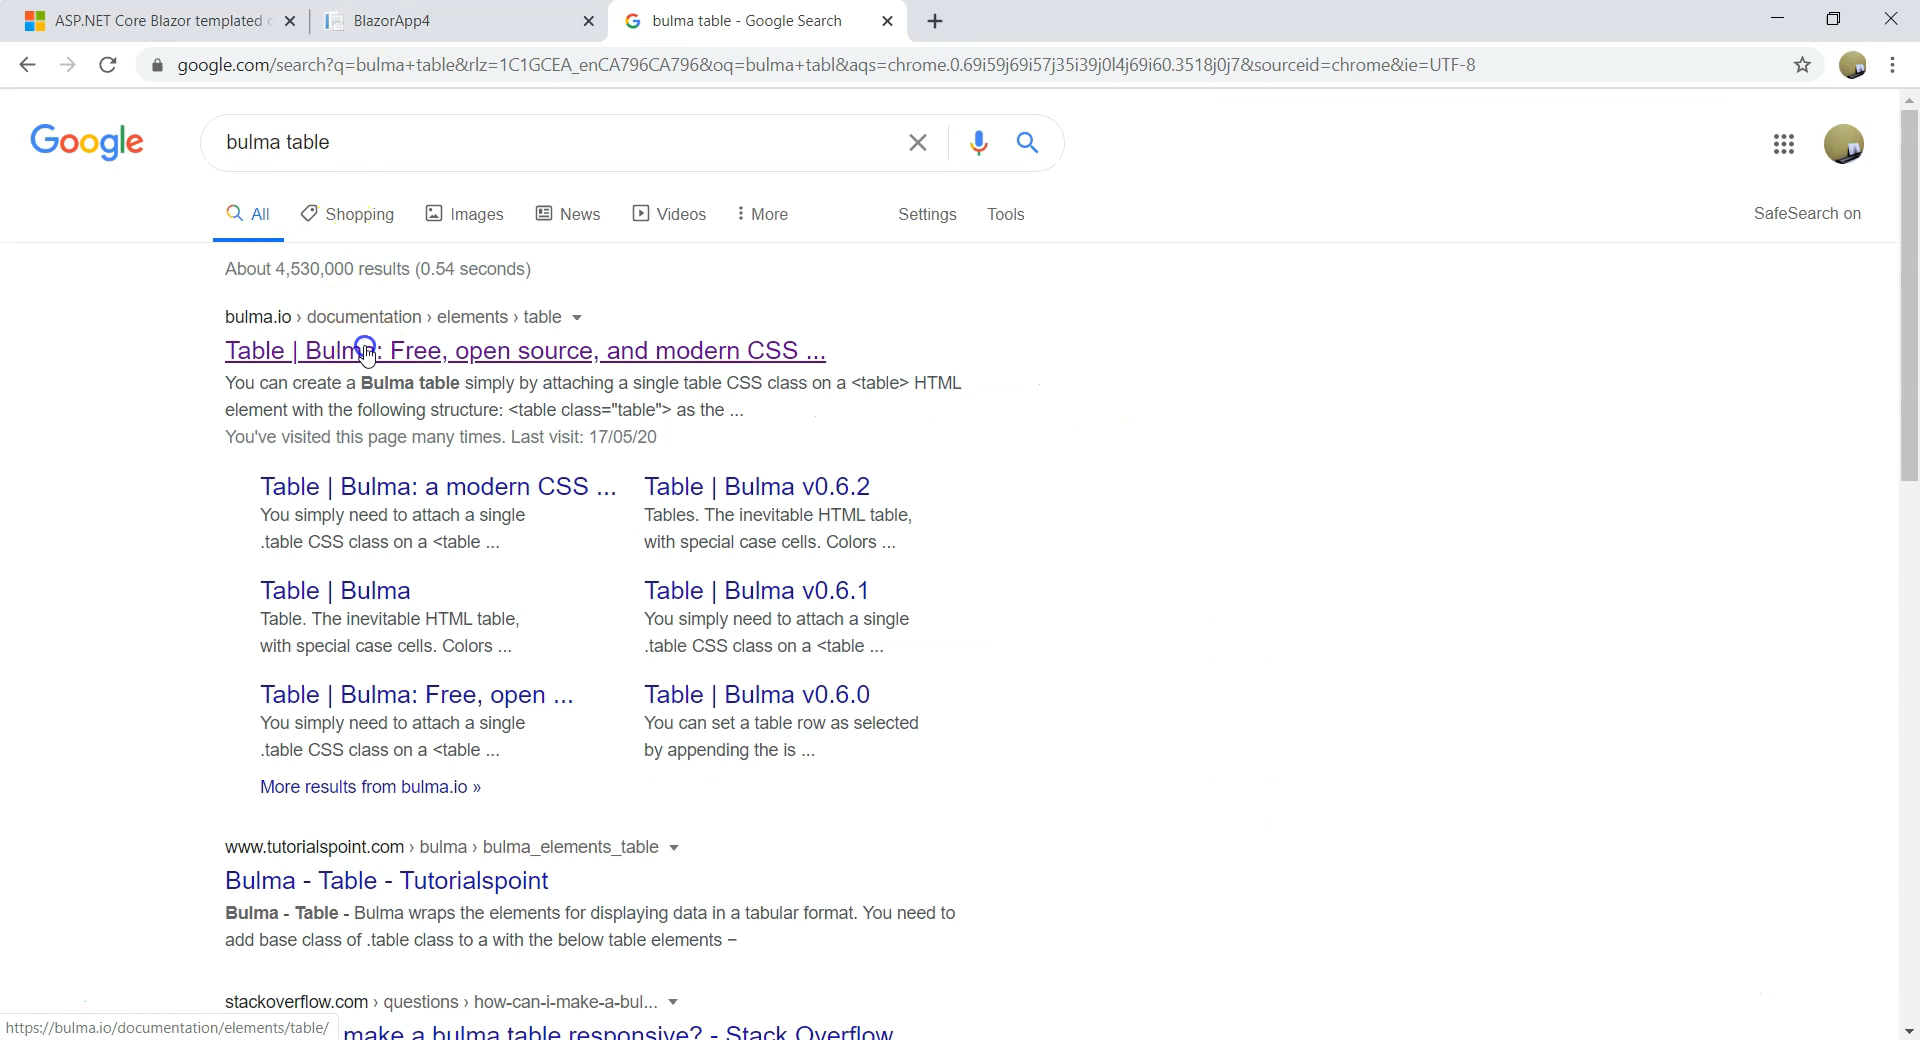 ASP.NET Core Blazor templated c
BlazorApp4
bulma table - Google Search
google.com/search?q=bulma+table&rlz=1C1GCEA_enCA796CA796&oq=bulma+tabl&aqs=chrome.0.69i59j69i57j35i39j0l4j69i60.3518j0j7&sourceid=chrome&ie=UTF-8
Google
bulma table
All Shopping Images News Videos More Settings Tools SafeSearch on
About 4,530,000 results (0.54 seconds)
bulma.io › documentation › elements › table
Table | Bulma: Free, open source, and modern CSS ...
You can create a Bulma table simply by attaching a single table CSS class on a <table> HTML
element with the following structure: <table class="table"> as the ...
You've visited this page many times. Last visit: 17/05/20
Table | Bulma: a modern CSS ...
You simply need to attach a single
.table CSS class on a <table ...
Table | Bulma v0.6.2
Tables. The inevitable HTML table,
with special case cells. Colors ...
Table | Bulma
Table. The inevitable HTML table,
with special case cells. Colors ...
Table | Bulma v0.6.1
You simply need to attach a single
.table CSS class on a <table ...
Table | Bulma: Free, open ...
You simply need to attach a single
.table CSS class on a <table ...
Table | Bulma v0.6.0
You can set a table row as selected
by appending the is ...
More results from bulma.io »
www.tutorialspoint.com › bulma › bulma_elements_table
Bulma - Table - Tutorialspoint
Bulma - Table - Bulma wraps the elements for displaying data in a tabular format. You need to
add base class of .table class to a with the below table elements −
stackoverflow.com › questions › how-can-i-make-a-bul...
make a bulma table responsive? - Stack Overflow
https://bulma.io/documentation/elements/table/